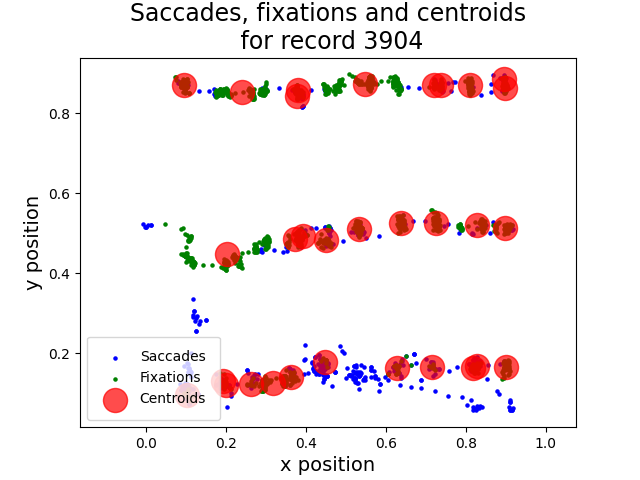 Saccades, fixations and centroids
for record 3904
y position
0.8
0.6
0.4
0.2
Saccades
Fixations
Centroids
0.0 0.2 0.4 0.6 0.8 1.0
x position